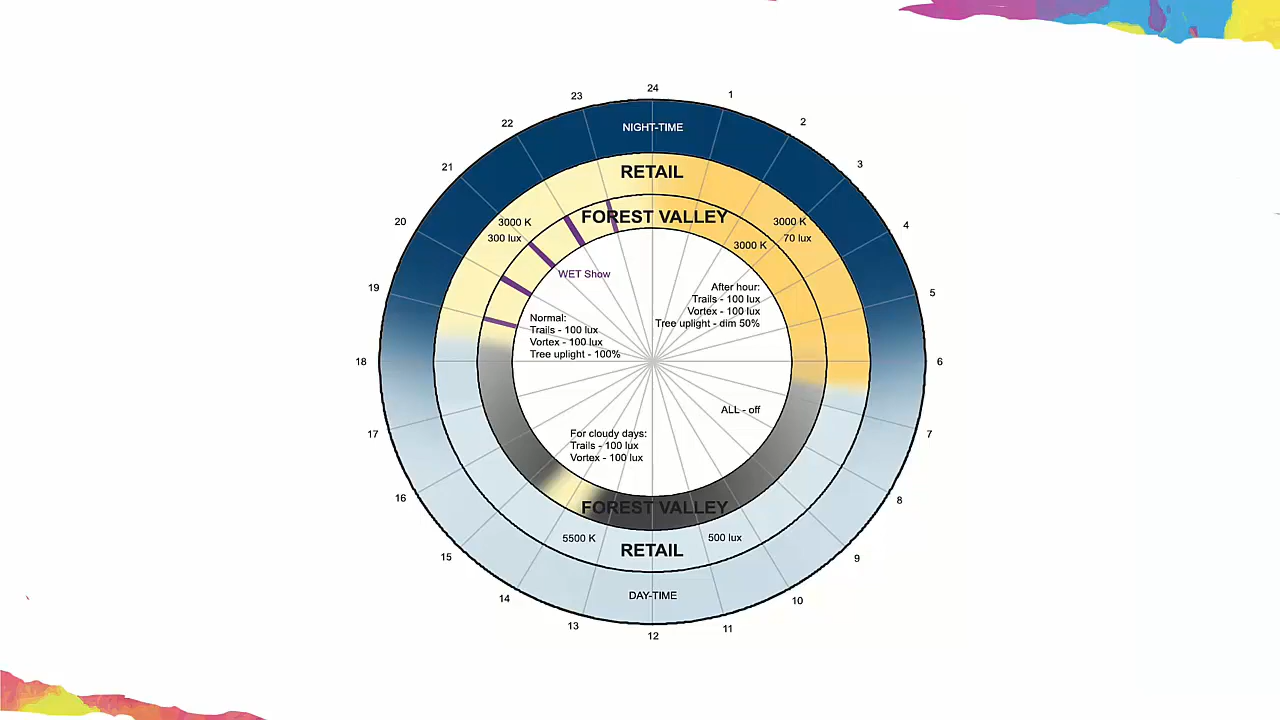 24
23
1
22
2
NIGHT-TIME
21
3
RETAIL
20
3000 K
300 lux
FOREST VALLEY
3000 K
70 lux
4
3000 K
WET Show
19
After hour:
Trails - 100 lux
Vortex - 100 lux
Tree uplight - dim 50%
5
Normal:
Trails - 100 lux
Vortex - 100 lux
Tree uplight - 100%
18
6
ALL - off
17
For cloudy days:
Trails - 100 lux
Vortex - 100 lux
7
16
8
FOREST VALLEY
5500 K
500 lux
15
RETAIL
9
14
DAY-TIME
10
13
12
11